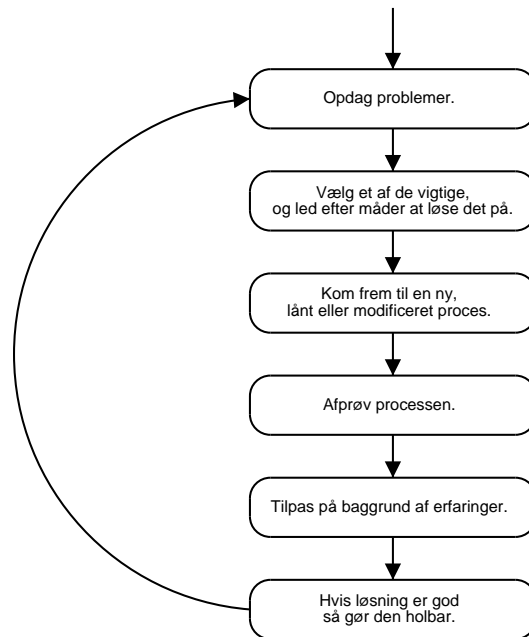 Opdag problemer.
Vælg et af de vigtige,
og led efter måder at løse det på.
Kom frem til en ny,
lånt eller modificeret proces.
Afprøv processen.
Tilpas på baggrund af erfaringer.
Hvis løsning er god
så gør den holbar.